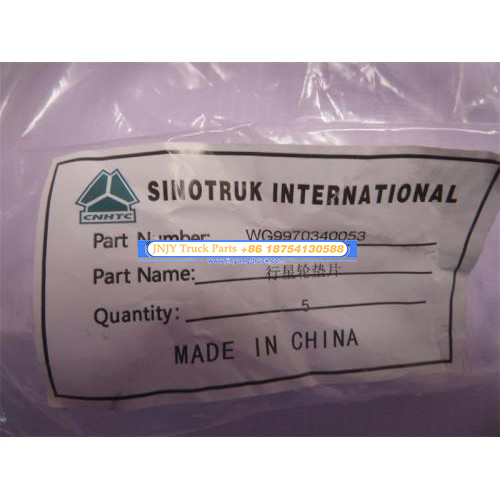 CNHTC
SINOTRUK INTERNATIONAL
Part Number: WG9970340053
JNJY Truck Parts +86 18754130588
Part Name: 行星轮垫片
Quantity: 5
MADE IN CHINA